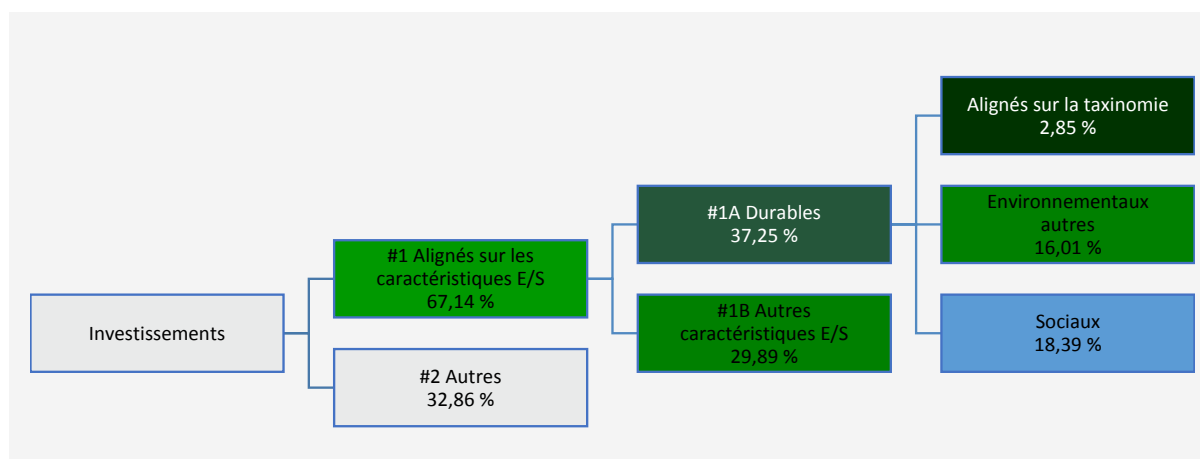 Investissements
#1 Alignés sur les
caractéristiques E/S
67,14 %
#2 Autres
32,86 %
#1A Durables
37,25 %
#1B Autres
caractéristiques E/S
29,89 %
Alignés sur la taxinomie
2,85 %
Environnementaux
autres
16,01 %
Sociaux
18,39 %